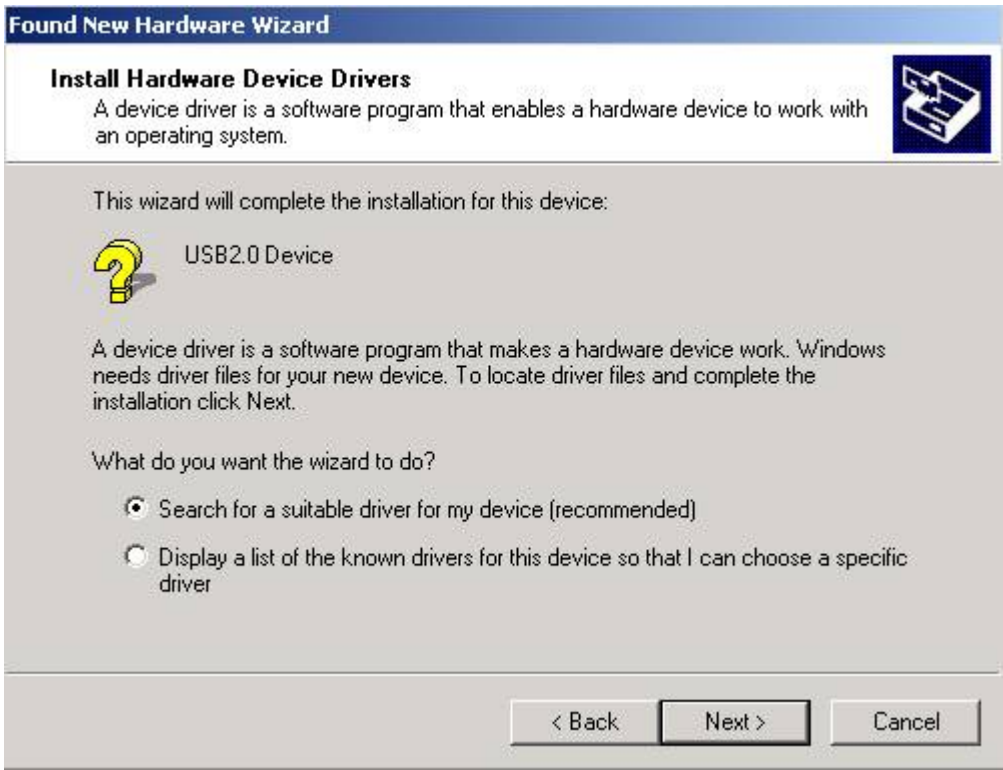 Found New Hardware Wizard
Install Hardware Device Drivers
A device driver is a software program that enables a hardware device to work with
an operating system.
This wizard will complete the installation for this device:
USB2.0 Device
A device driver is a software program that makes a hardware device work. Windows
needs driver files for your new device. To locate driver files and complete the
installation click Next.
What do you want the wizard to do?
Search for a suitable driver for my device (recommended)
Display a list of the known drivers for this device so that I can choose a specific
driver
< Back Next > Cancel